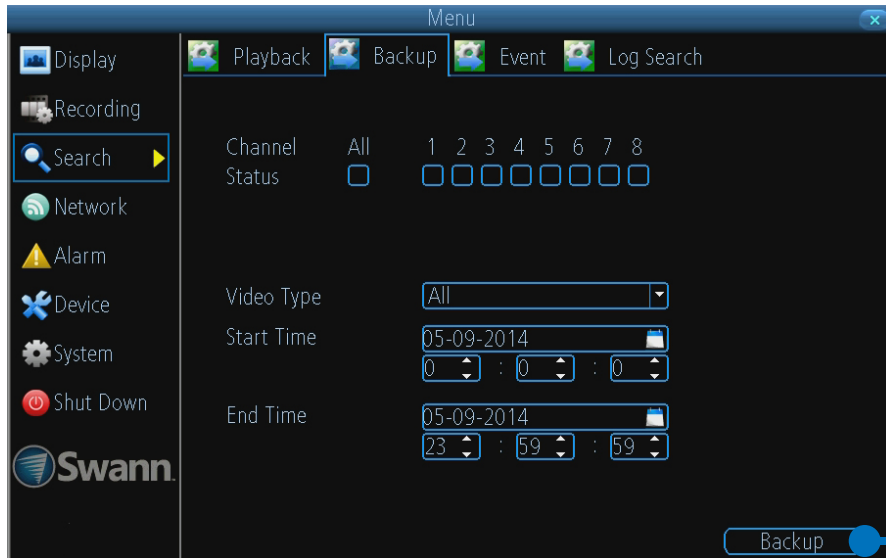 Menu
Display
Recording
Search
Network
Alarm
Device
System
Shut Down
Swann.
Playback Backup Event Log Search
Channel All 1 2 3 4 5 6 7 8
Status
Video Type All
Start Time 05-09-2014
0 : 0 : 0
End Time 05-09-2014
23 : 59 : 59
Backup